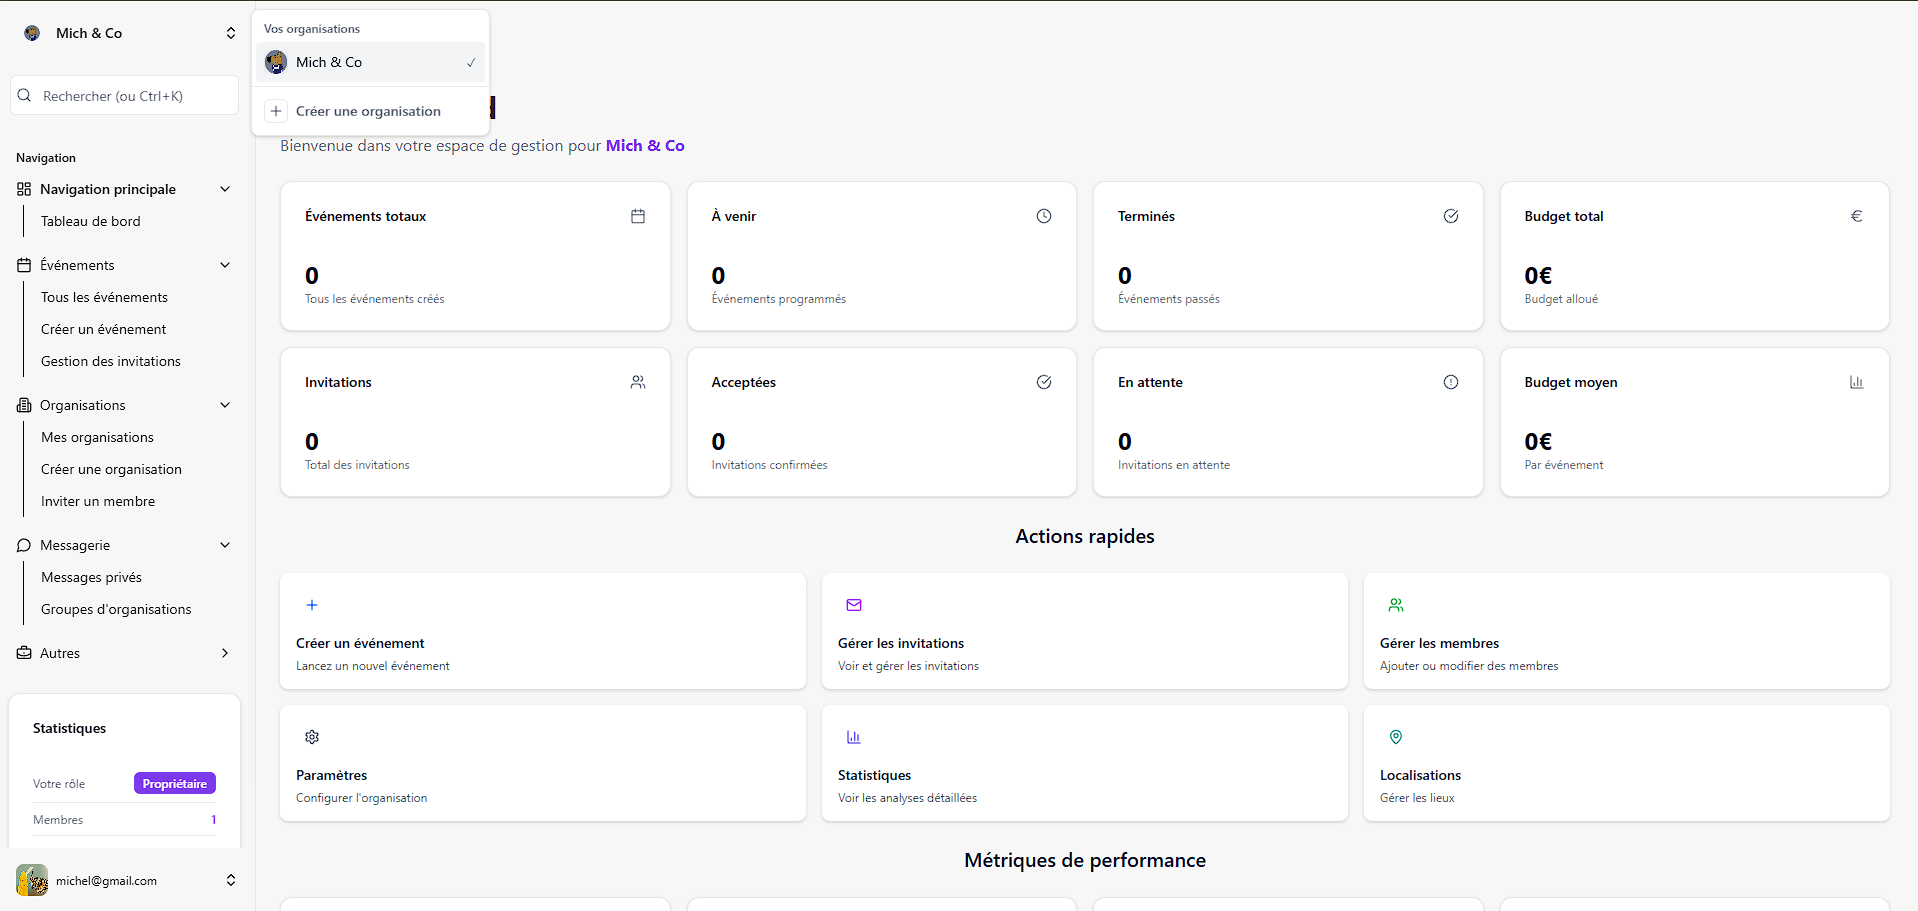 Mich & Co
Rechercher (ou Ctrl+K)
Navigation
Navigation principale
Tableau de bord
Événements
Tous les événements
Créer un événement
Gestion des invitations
Organisations
Mes organisations
Créer une organisation
Inviter un membre
Messagerie
Messages privés
Groupes d'organisations
Autres
Statistiques
Votre rôle Propriétaire
Membres 1
michel@gmail.com
Vos organisations
Mich & Co
Créer une organisation
Bienvenue dans votre espace de gestion pour Mich & Co
Événements totaux
0
Tous les événements créés
À venir
0
Événements programmés
Terminés
0
Événements passés
Budget total
€
0€
Budget alloué
Invitations
0
Total des invitations
Acceptées
0
Invitations confirmées
En attente
0
Invitations en attente
Budget moyen
0€
Par événement
Actions rapides
Créer un événement
Lancez un nouvel événement
Gérer les invitations
Voir et gérer les invitations
Gérer les membres
Ajouter ou modifier des membres
Paramètres
Configurer l'organisation
Statistiques
Voir les analyses détaillées
Localisations
Gérer les lieux
Métriques de performance